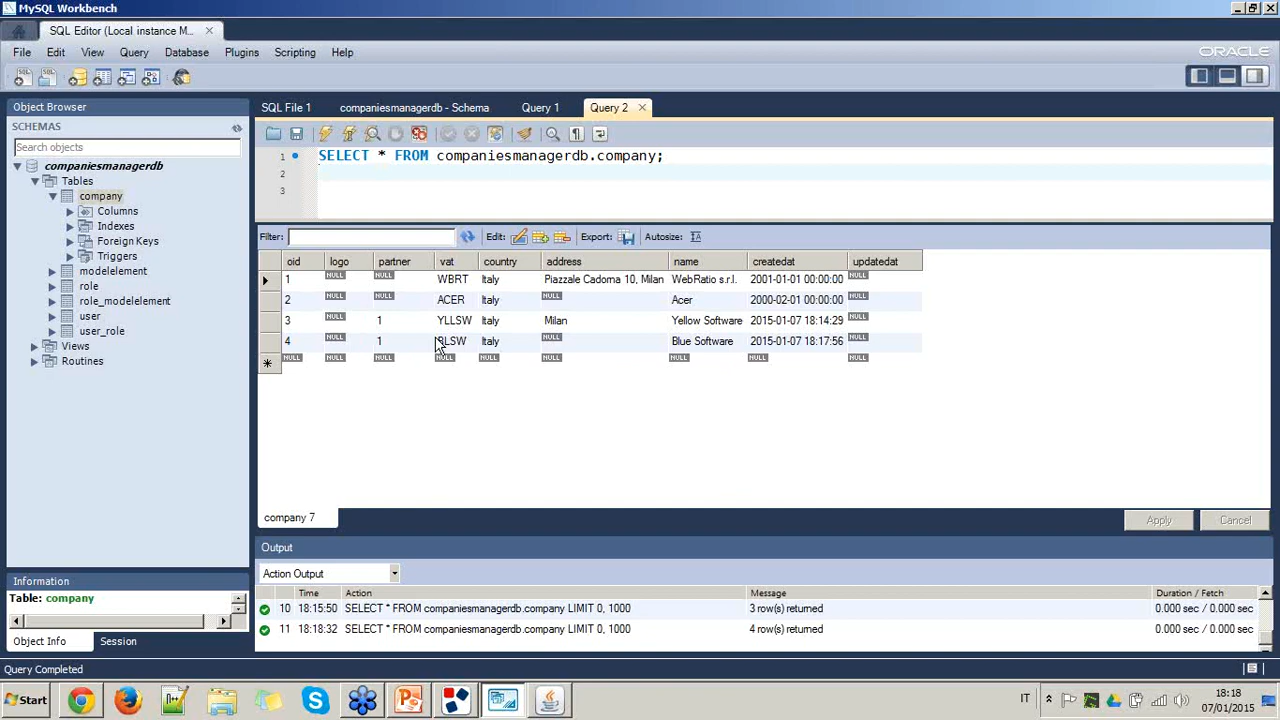 MySQL Workbench
SQL Editor (Local instance M...
File Edit View Query Database Plugins Scripting Help
ORACLE
Object Browser
SCHEMAS
Search objects
companiesmanagerdb
Tables
company
Columns
Indexes
Foreign Keys
Triggers
modelelement
role
role_modelelement
user
user_role
Views
Routines
Information
Table: company
Object Info Session
SQL File 1 companiesmanagerdb - Schema Query 1 Query 2
1 SELECT * FROM companiesmanagerdb.company;
2
3
Filter: Edit: Export: Autosize:
oid logo partner vat country address name createdat updatedat
1 NULL NULL WBRT Italy Piazzale Cadorna 10, Milan WebRatio s.r.l. 2001-01-01 00:00:00 NULL
2 NULL NULL ACER Italy NULL Acer 2000-02-01 00:00:00 NULL
3 NULL 1 YLLSW Italy Milan Yellow Software 2015-01-07 18:14:29 NULL
4 NULL 1 BLSW Italy NULL Blue Software 2015-01-07 18:17:56 NULL
NULL NULL NULL NULL NULL NULL NULL NULL NULL
company 7
Apply Cancel
Output
Action Output
Time Action Message Duration / Fetch
10 18:15:50 SELECT * FROM companiesmanagerdb.company LIMIT 0, 1000 3 row(s) returned 0.000 sec / 0.000 sec
11 18:18:32 SELECT * FROM companiesmanagerdb.company LIMIT 0, 1000 4 row(s) returned 0.000 sec / 0.000 sec
Query Completed
Start
IT
18:18
07/01/2015